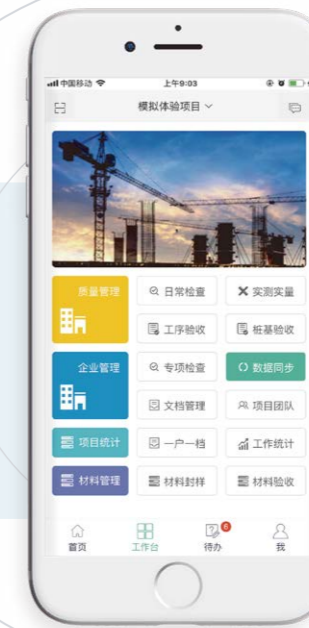 中国移动 上午9:03
模拟体验项目
质量管理 日常检查 实测实量
工序验收 桩基验收
企业管理 专项检查 数据同步
文档管理 项目团队
项目统计 一户一档 工作统计
材料管理 材料封样 材料验收
6
首页 工作台 待办 我